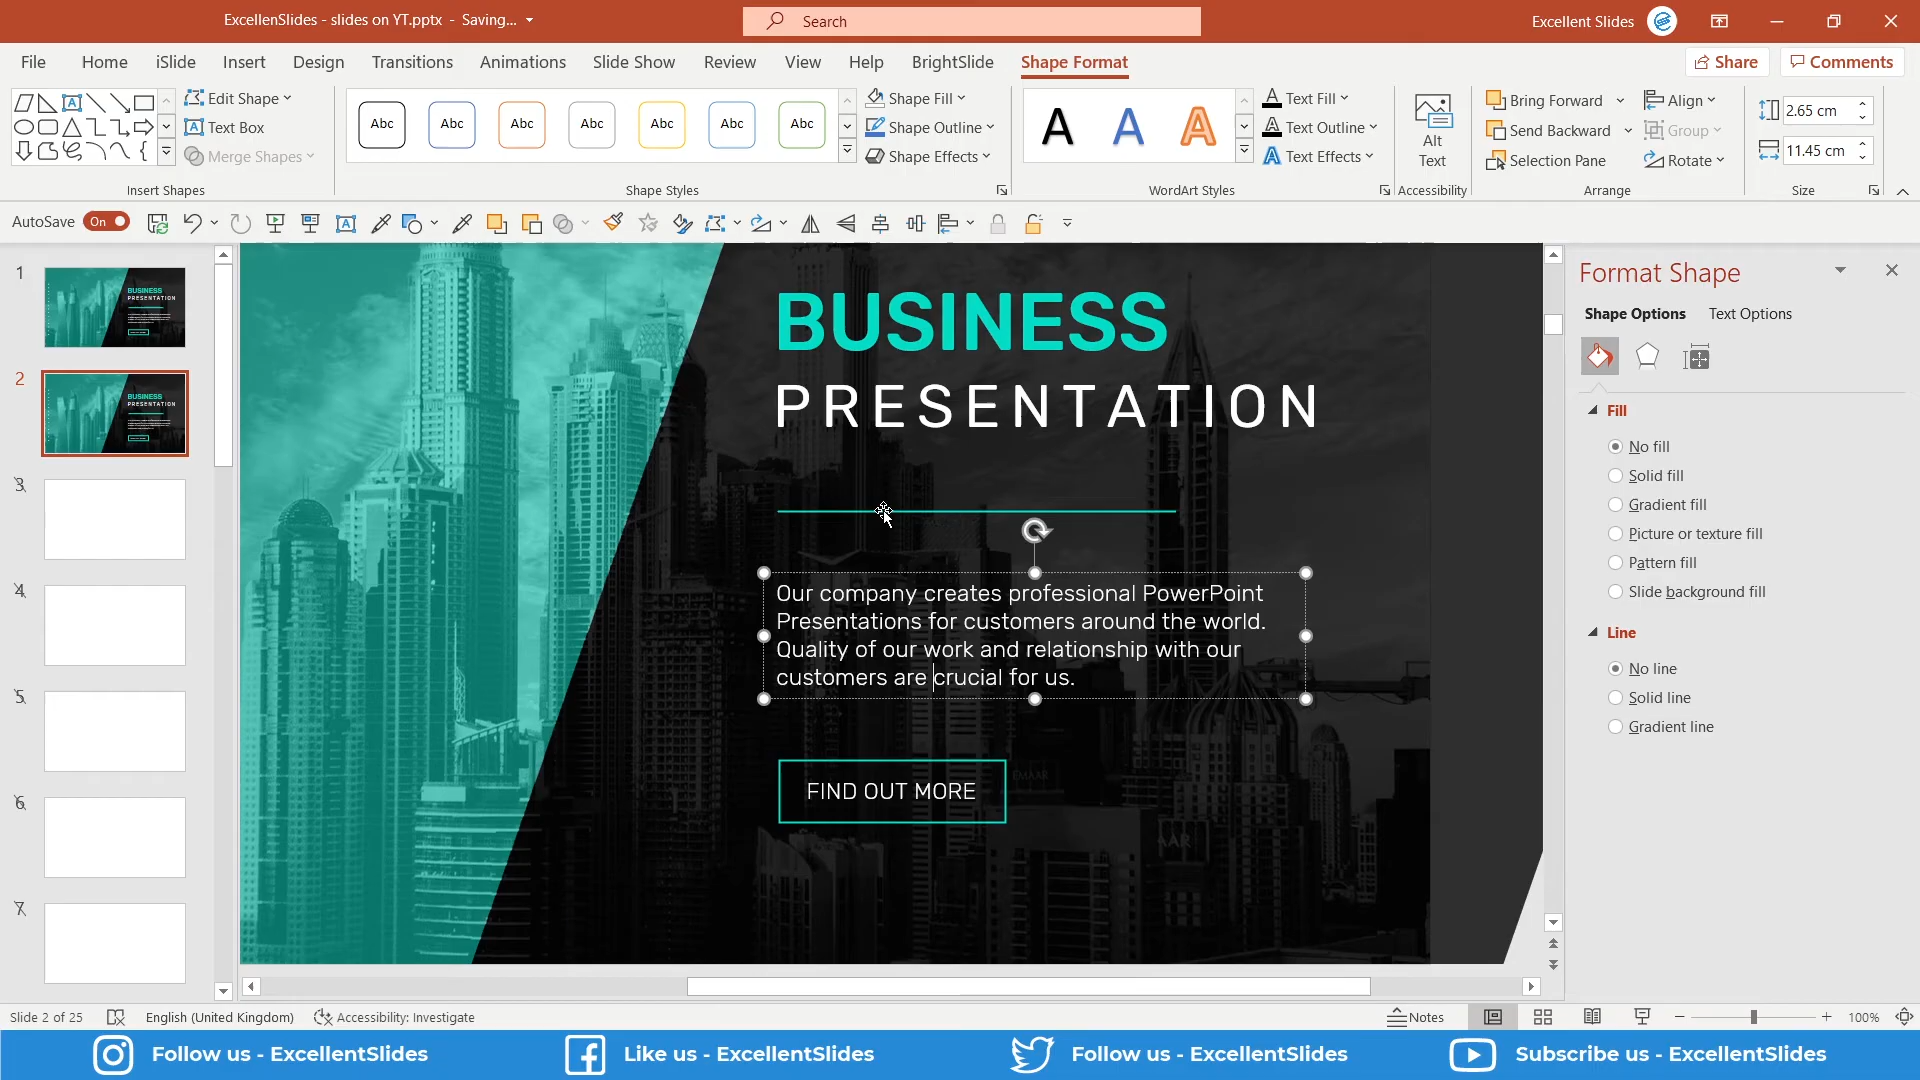 ExcellenSlides - slides on YT.pptx - Saving...
Search
Excellent Slides
File Home iSlide Insert Design Transitions Animations Slide Show Review View Help BrightSlide Shape Format
Share Comments
Edit Shape
Text Box
Merge Shapes
Insert Shapes
Abc Abc Abc Abc Abc Abc Abc
Shape Fill
Shape Outline
Shape Effects
Shape Styles
A A A
Text Fill
Text Outline
Text Effects
WordArt Styles
Alt
Text
Accessibility
Bring Forward
Send Backward
Selection Pane
Align
Group
Rotate
Arrange
2.65 cm
11.45 cm
Size
AutoSave On
1
2
3
4
5
6
7
BUSINESS
PRESENTATION
Our company creates professional PowerPoint
Presentations for customers around the world.
Quality of our work and relationship with our
customers are crucial for us.
FIND OUT MORE
Format Shape
Shape Options Text Options
Fill
No fill
Solid fill
Gradient fill
Picture or texture fill
Pattern fill
Slide background fill
Line
No line
Solid line
Gradient line
Slide 2 of 25
English (United Kingdom)
Accessibility: Investigate
Notes
100%
Follow us - ExcellentSlides
Like us - ExcellentSlides
Follow us - ExcellentSlides
Subscribe us - ExcellentSlides